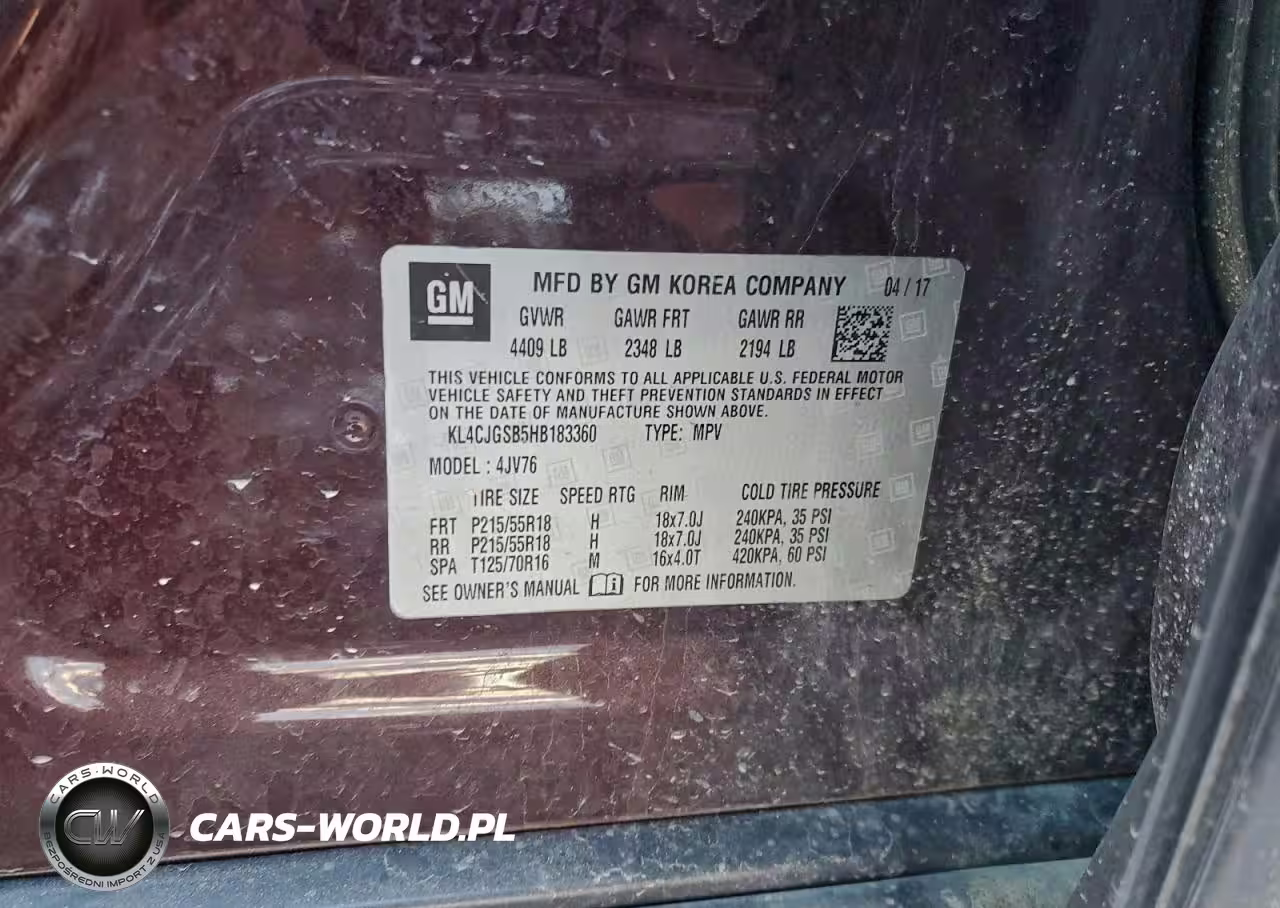 GM
MFD BY GM KOREA COMPANY 04 / 17
GVWR GAWR FRT GAWR RR
4409 LB 2348 LB 2194 LB
THIS VEHICLE CONFORMS TO ALL APPLICABLE U.S. FEDERAL MOTOR
VEHICLE SAFETY AND THEFT PREVENTION STANDARDS IN EFFECT
ON THE DATE OF MANUFACTURE SHOWN ABOVE.
KL4CJGSB5HB183360 TYPE: MPV
MODEL : 4JV76
TIRE SIZE SPEED RTG RIM COLD TIRE PRESSURE
FRT P215/55R18 H 18x7.0J 240KPA, 35 PSI
RR P215/55R18 H 18x7.0J 240KPA, 35 PSI
SPA T125/70R16 M 16x4.0T 420KPA, 60 PSI
SEE OWNER'S MANUAL FOR MORE INFORMATION.
CARS-WORLD
CW
BEZPOŚREDNI IMPORT Z USA
CARS-WORLD.PL